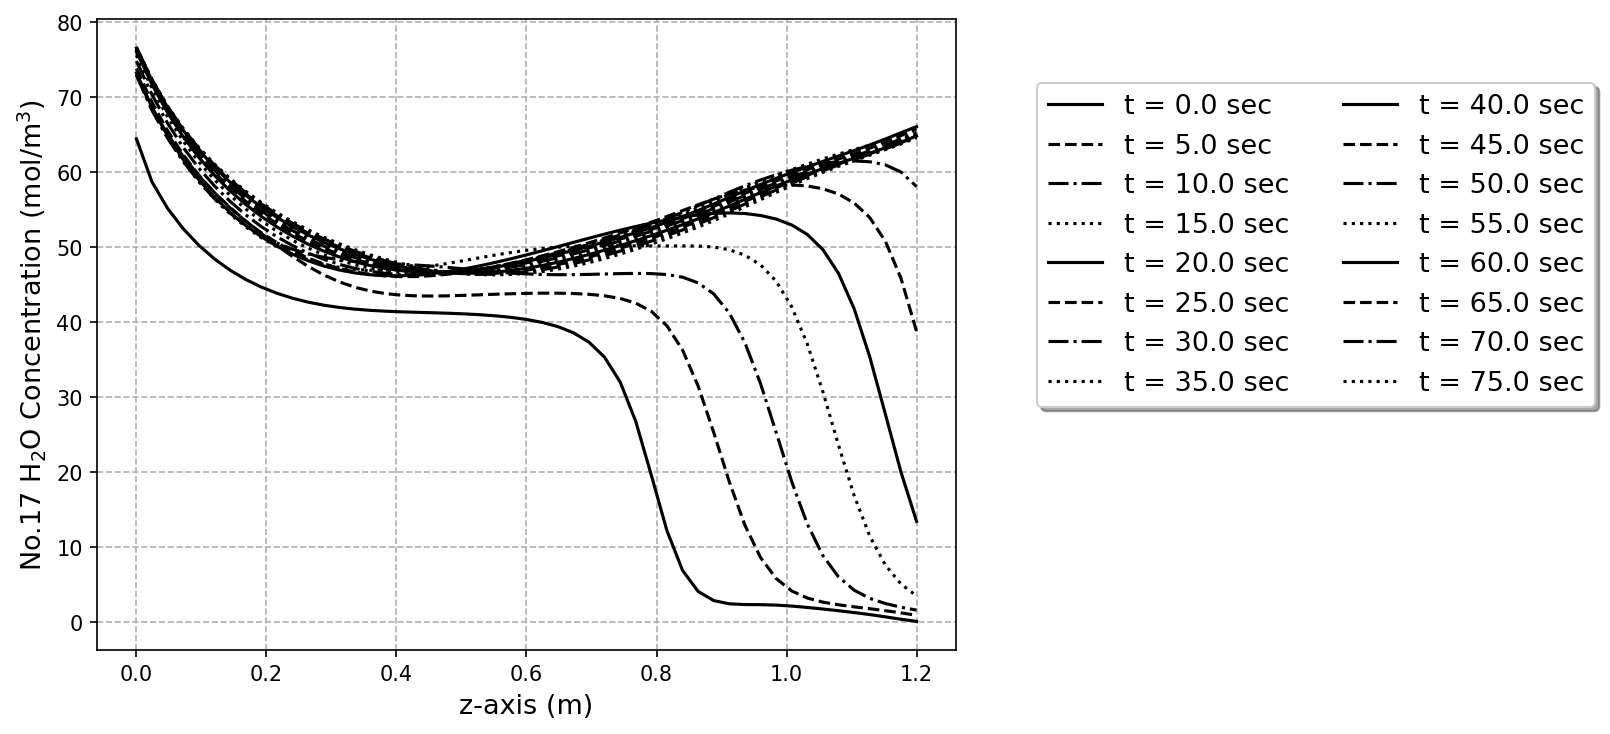 80
70
60
50
40
30
20
10
0
No.17 H₂O Concentration (mol/m³)
0.0 0.2 0.4 0.6 0.8 1.0 1.2
z-axis (m)
t = 0.0 sec
t = 5.0 sec
t = 10.0 sec
t = 15.0 sec
t = 20.0 sec
t = 25.0 sec
t = 30.0 sec
t = 35.0 sec
t = 40.0 sec
t = 45.0 sec
t = 50.0 sec
t = 55.0 sec
t = 60.0 sec
t = 65.0 sec
t = 70.0 sec
t = 75.0 sec